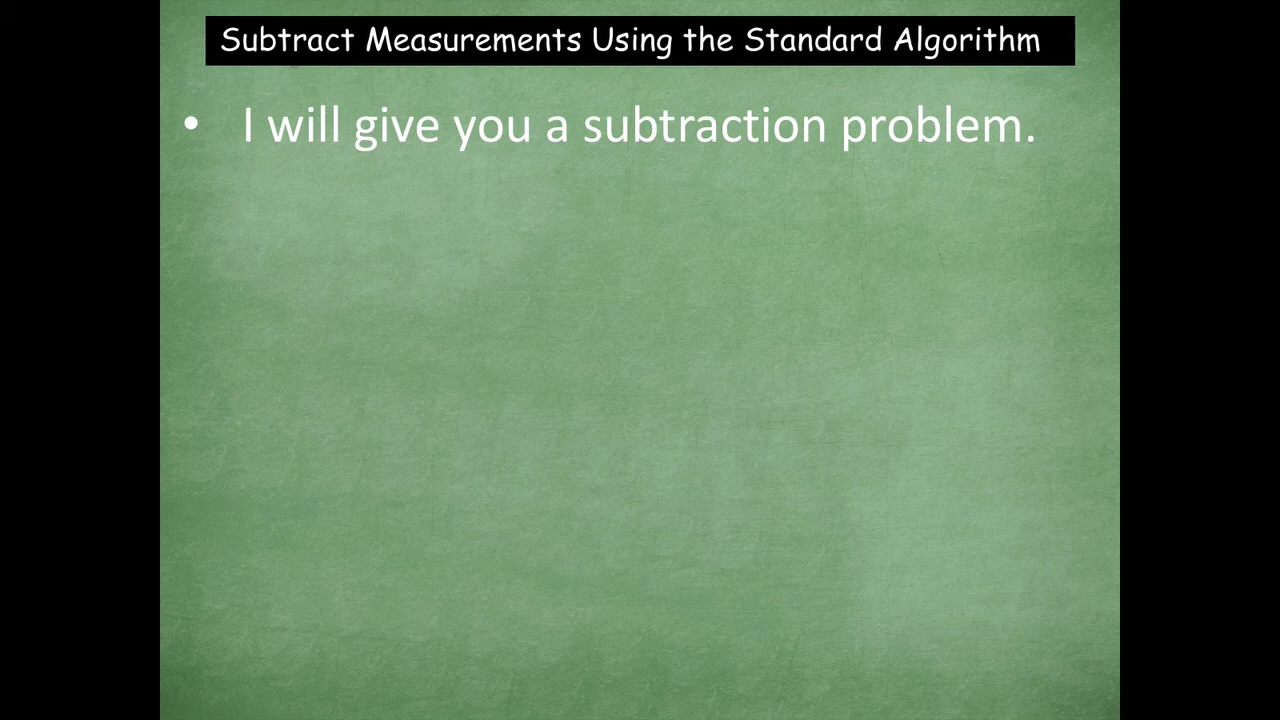 Subtract Measurements Using the Standard Algorithm
• I will give you a subtraction problem.